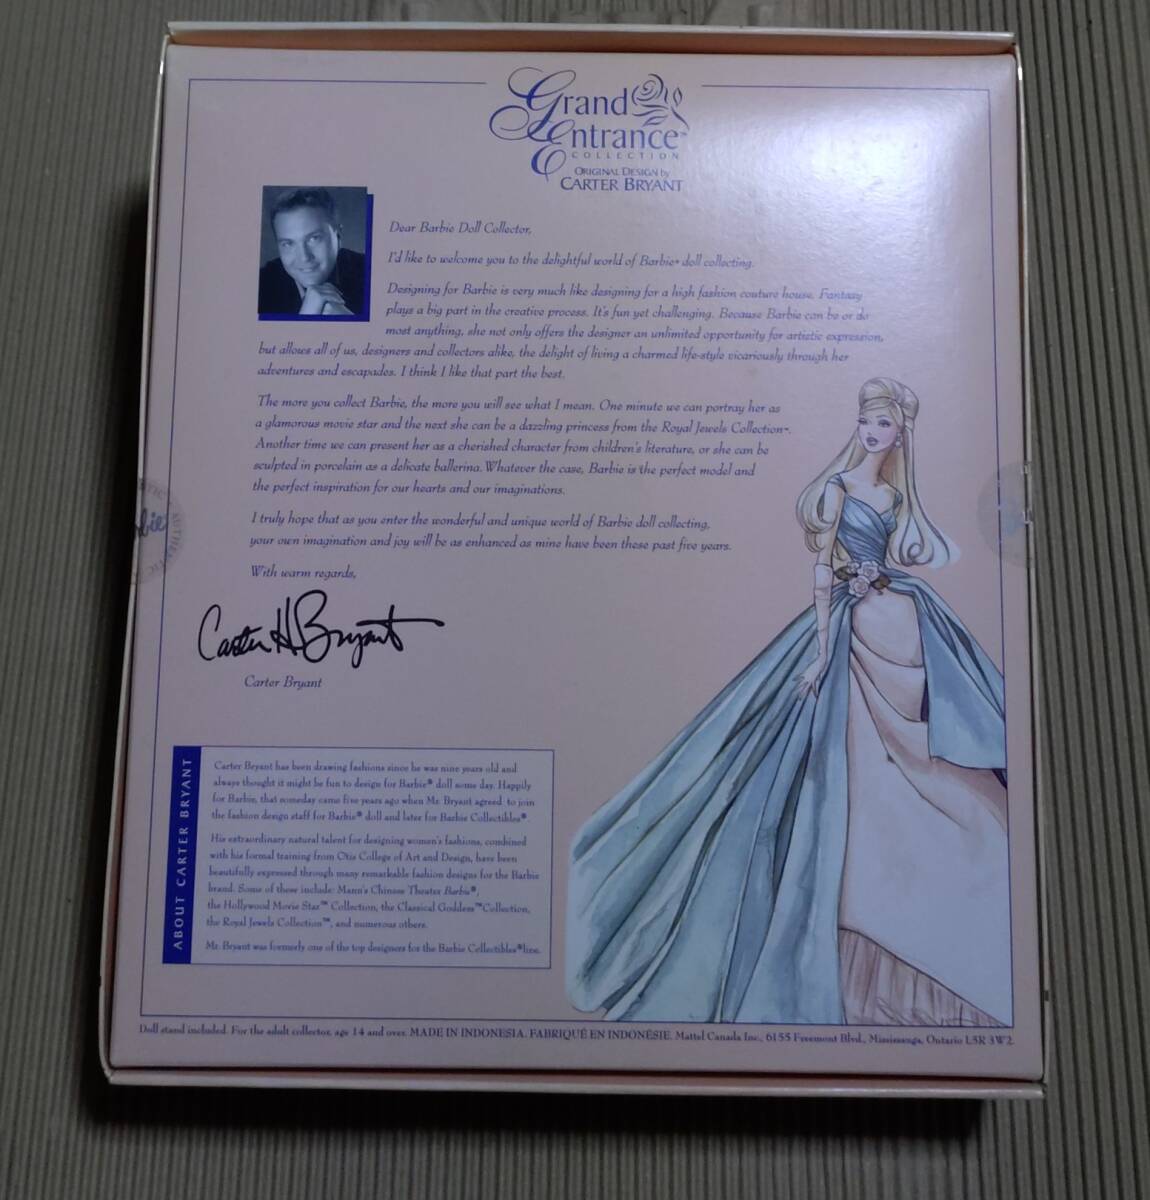 Grand
Entrance™
COLLECTION
ORIGINAL DESIGN by
CARTER BRYANT
Dear Barbie Doll Collector,
I'd like to welcome you to the delightful world of Barbie® doll collecting.
Designing for Barbie is very much like designing for a high fashion couture house. Fantasy
plays a big part in the creative process. It's fun yet challenging. Because Barbie can be or do
most anything, she not only offers the designer an unlimited opportunity for artistic expression,
but allows all of us, designers and collectors alike, the delight of living a charmed life-style vicariously through her
adventures and escapades. I think I like that part the best.
The more you collect Barbie, the more you will see what I mean. One minute we can portray her as
a glamorous movie star and the next she can be a dazzling princess from the Royal Jewels Collection™.
Another time we can present her as a cherished character from children's literature, or she can be
sculpted in porcelain as a delicate ballerina. Whatever the case, Barbie is the perfect model and
the perfect inspiration for our hearts and our imaginations.
I truly hope that as you enter the wonderful and unique world of Barbie doll collecting,
your own imagination and joy will be as enhanced as mine have been these past five years.
With warm regards,
Carter H Bryant
Carter Bryant
ABOUT CARTER BRYANT
Carter Bryant has been drawing fashions since he was nine years old and
always thought it might be fun to design for Barbie® doll some day. Happily
for Barbie, that someday came five years ago when Mr. Bryant agreed to join
the fashion design staff for Barbie® doll and later for Barbie Collectibles®.
His extraordinary natural talent for designing women's fashions, combined
with his formal training from Otis College of Art and Design, have been
beautifully expressed through many remarkable fashion designs for the Barbie
brand. Some of these include: Mann's Chinese Theater Barbie®,
the Hollywood Movie Star™ Collection, the Classical Goddess™ Collection,
the Royal Jewels Collection™, and numerous others.
Mr. Bryant was formerly one of the top designers for the Barbie Collectibles® line.
Doll stand included. For the adult collector, age 14 and over. MADE IN INDONESIA. FABRIQUÉ EN INDONÉSIE. Mattel Canada Inc., 6155 Freemont Blvd., Mississauga, Ontario L5R 3W2.